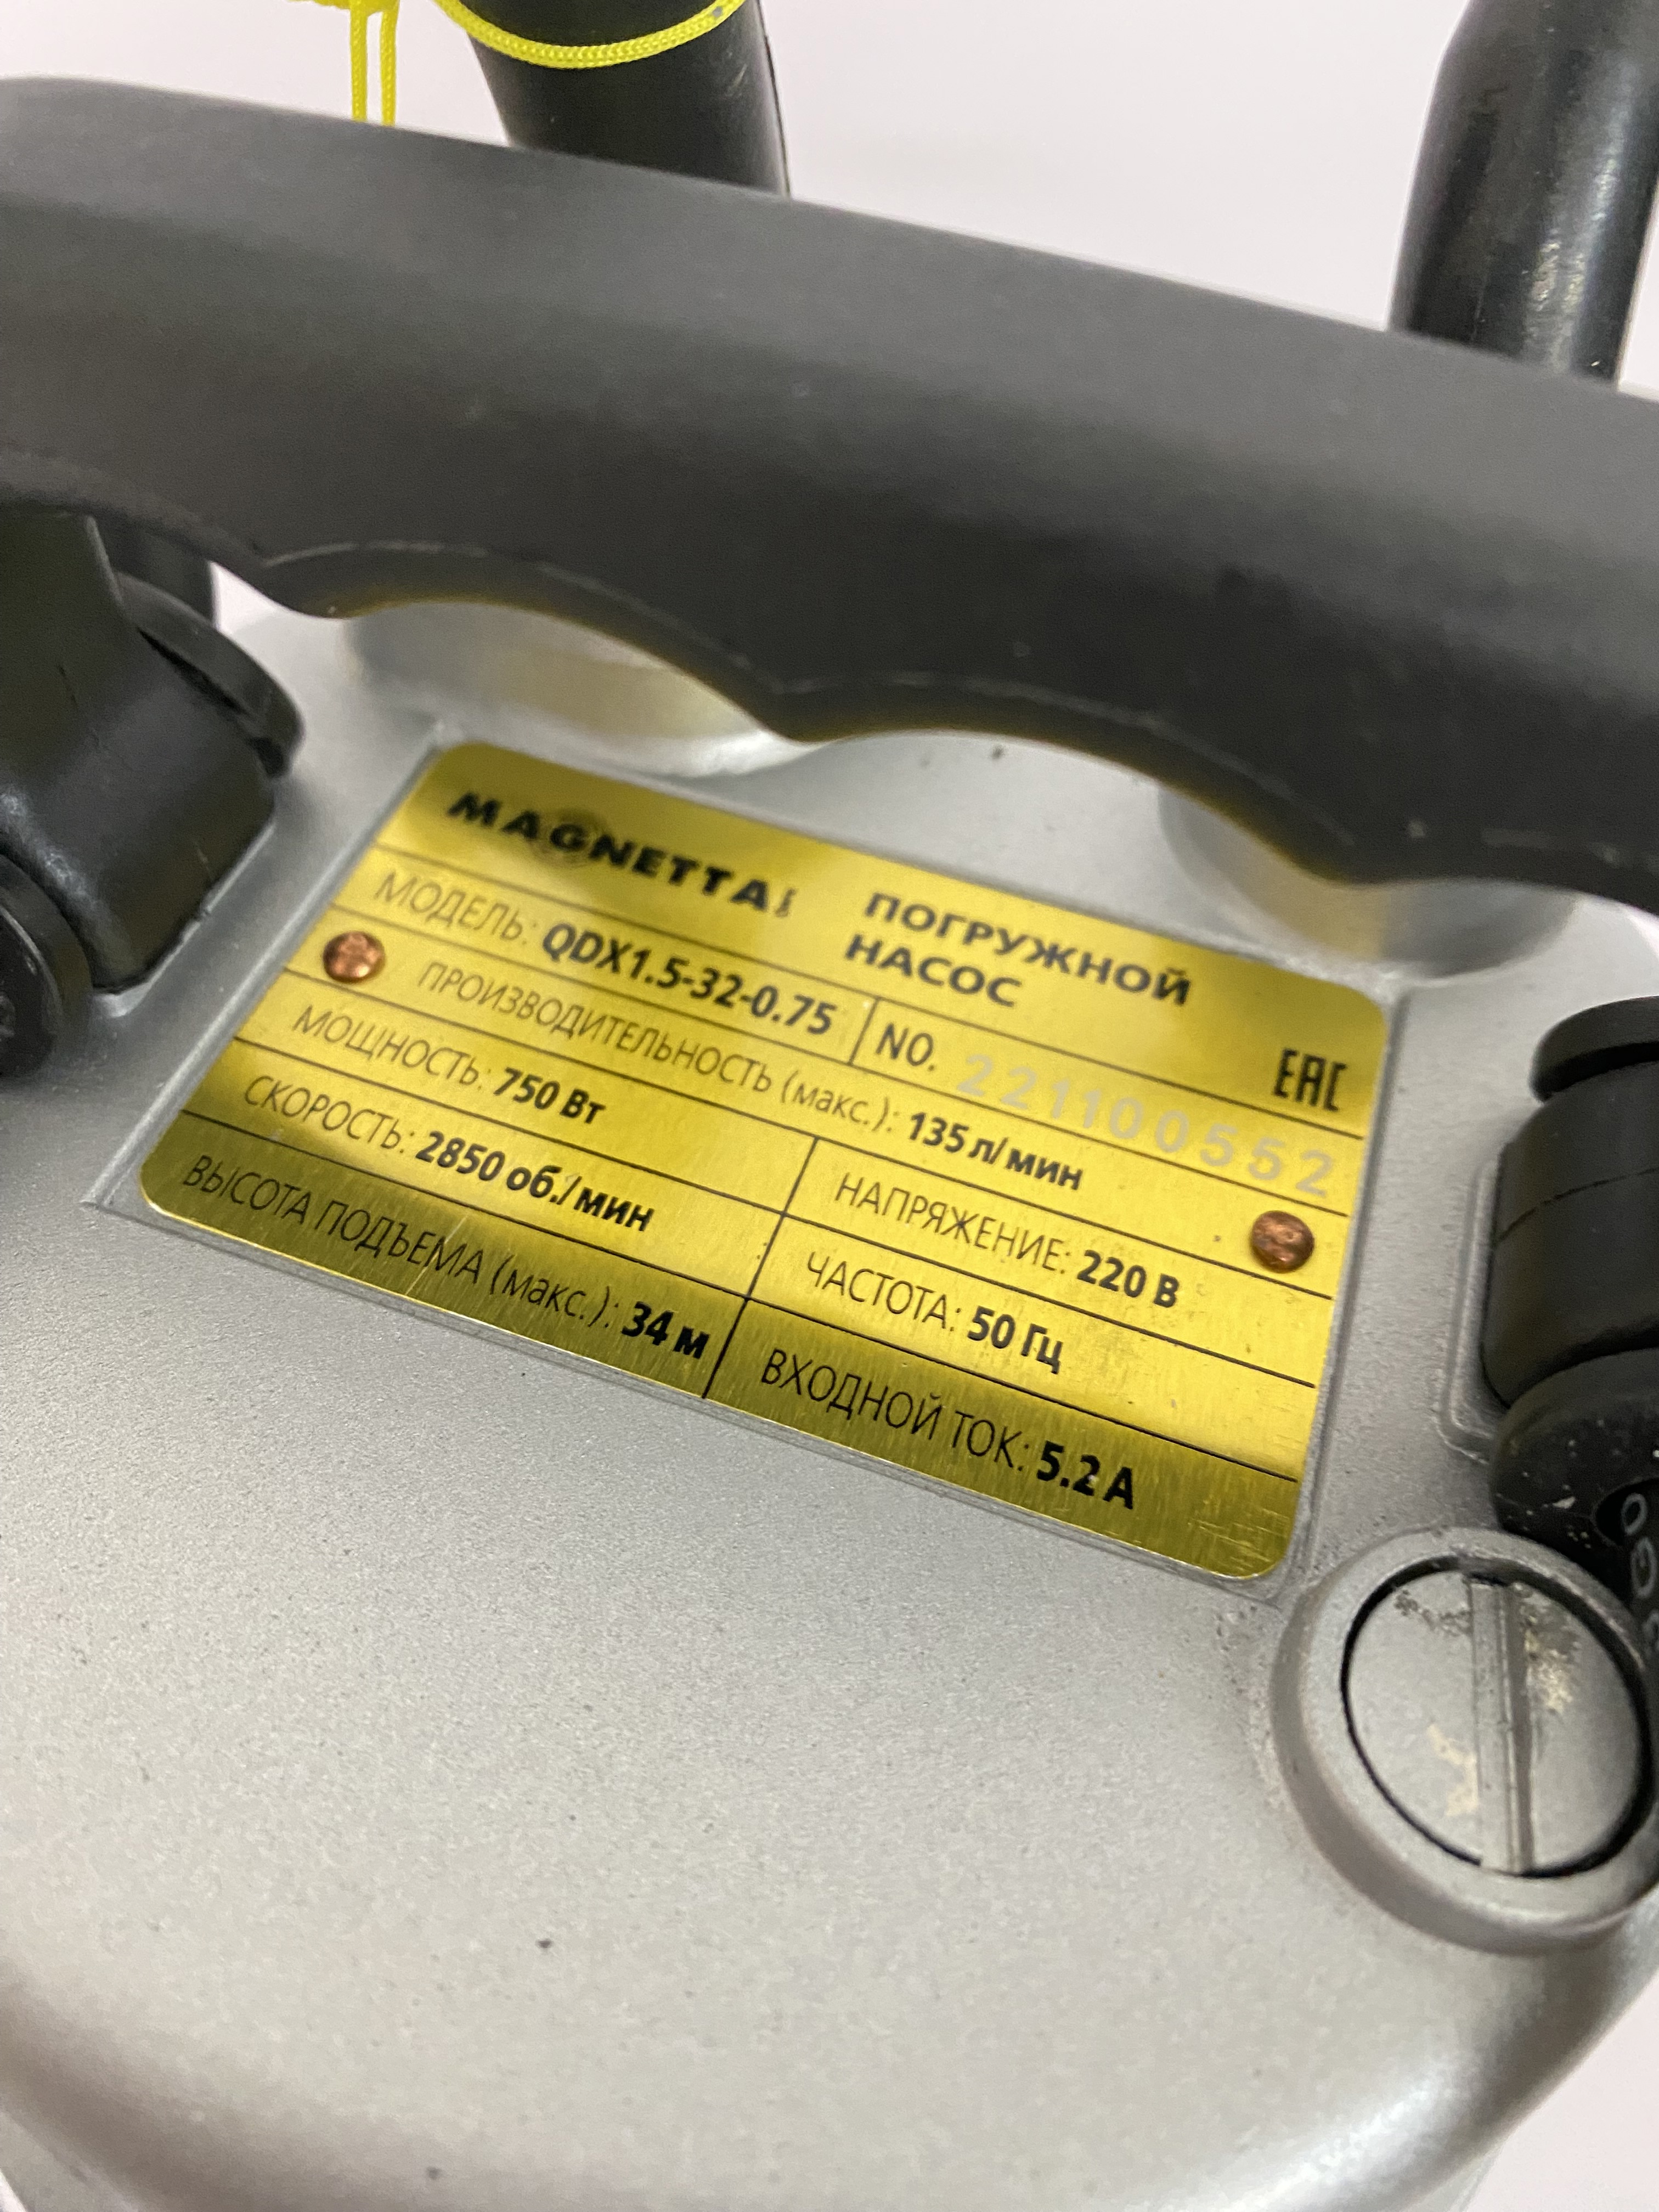 MAGNETTA
ПОГРУЖНОЙ
НАСОС
EAC
МОДЕЛЬ: QDX1.5-32-0.75 NO. 221100552
ПРОИЗВОДИТЕЛЬНОСТЬ (макс.): 135 л/мин
МОЩНОСТЬ: 750 Вт НАПРЯЖЕНИЕ: 220 В
СКОРОСТЬ: 2850 об./мин ЧАСТОТА: 50 Гц
ВЫСОТА ПОДЪЕМА (макс.): 34 м ВХОДНОЙ ТОК: 5.2 А